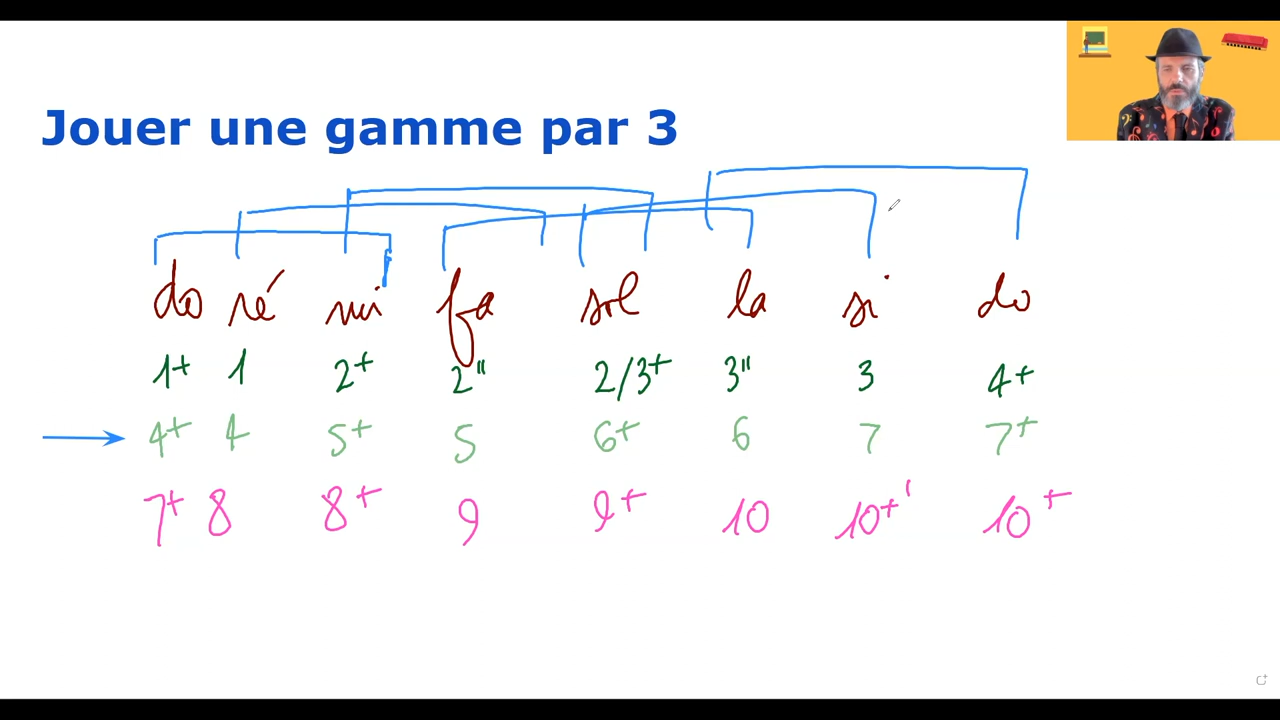 Jouer une gamme par 3
do ré mi fa sol la si do
1+ 1 2+ 2" 2/3+ 3" 3 4+
4+ 4 5+ 5 6+ 6 7 7+
7+ 8 8+ 9 9+ 10 10+' 10+